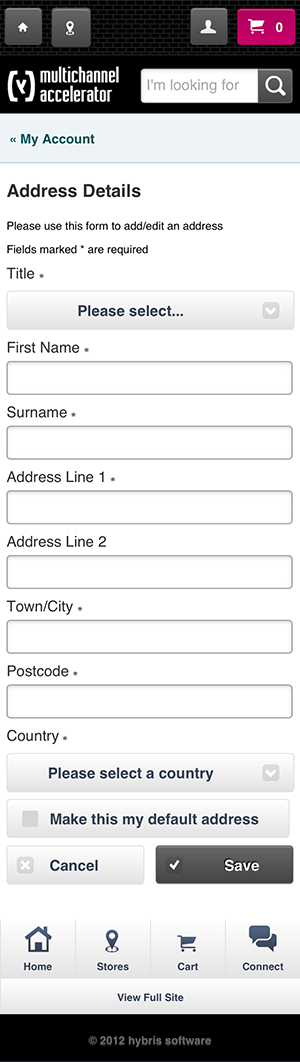 0
multichannel
accelerator
I'm looking for
« My Account
Address Details
Please use this form to add/edit an address
Fields marked * are required
Title *
Please select...
First Name *
Surname *
Address Line 1 *
Address Line 2
Town/City *
Postcode *
Country *
Please select a country
Make this my default address
Cancel
Save
Home
Stores
Cart
Connect
View Full Site
© 2012 hybris software